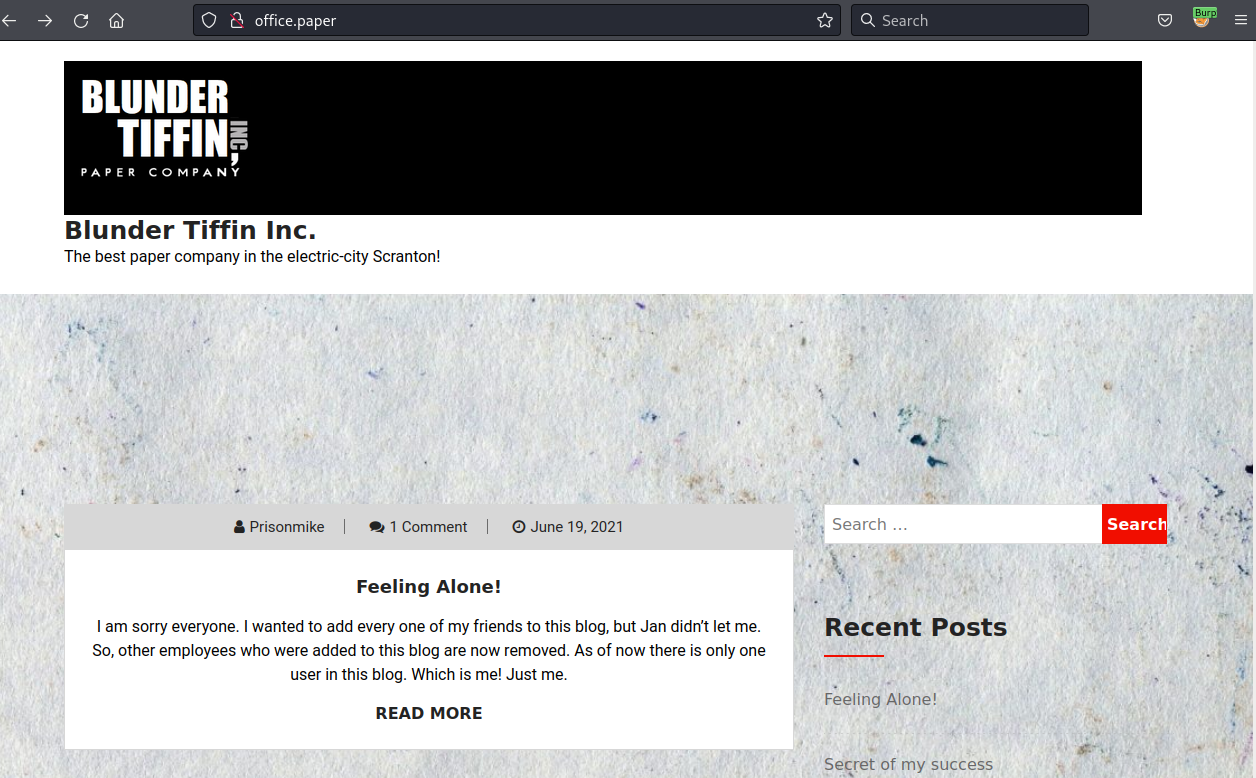 office.paper
Search
Burp
BLUNDER
TIFFIN,
INC
PAPER COMPANY
Blunder Tiffin Inc.
The best paper company in the electric-city Scranton!
Prisonmike | 1 Comment | June 19, 2021
Feeling Alone!
I am sorry everyone. I wanted to add every one of my friends to this blog, but Jan didn’t let me.
So, other employees who were added to this blog are now removed. As of now there is only one
user in this blog. Which is me! Just me.
READ MORE
Search …
Search
Recent Posts
Feeling Alone!
Secret of my success